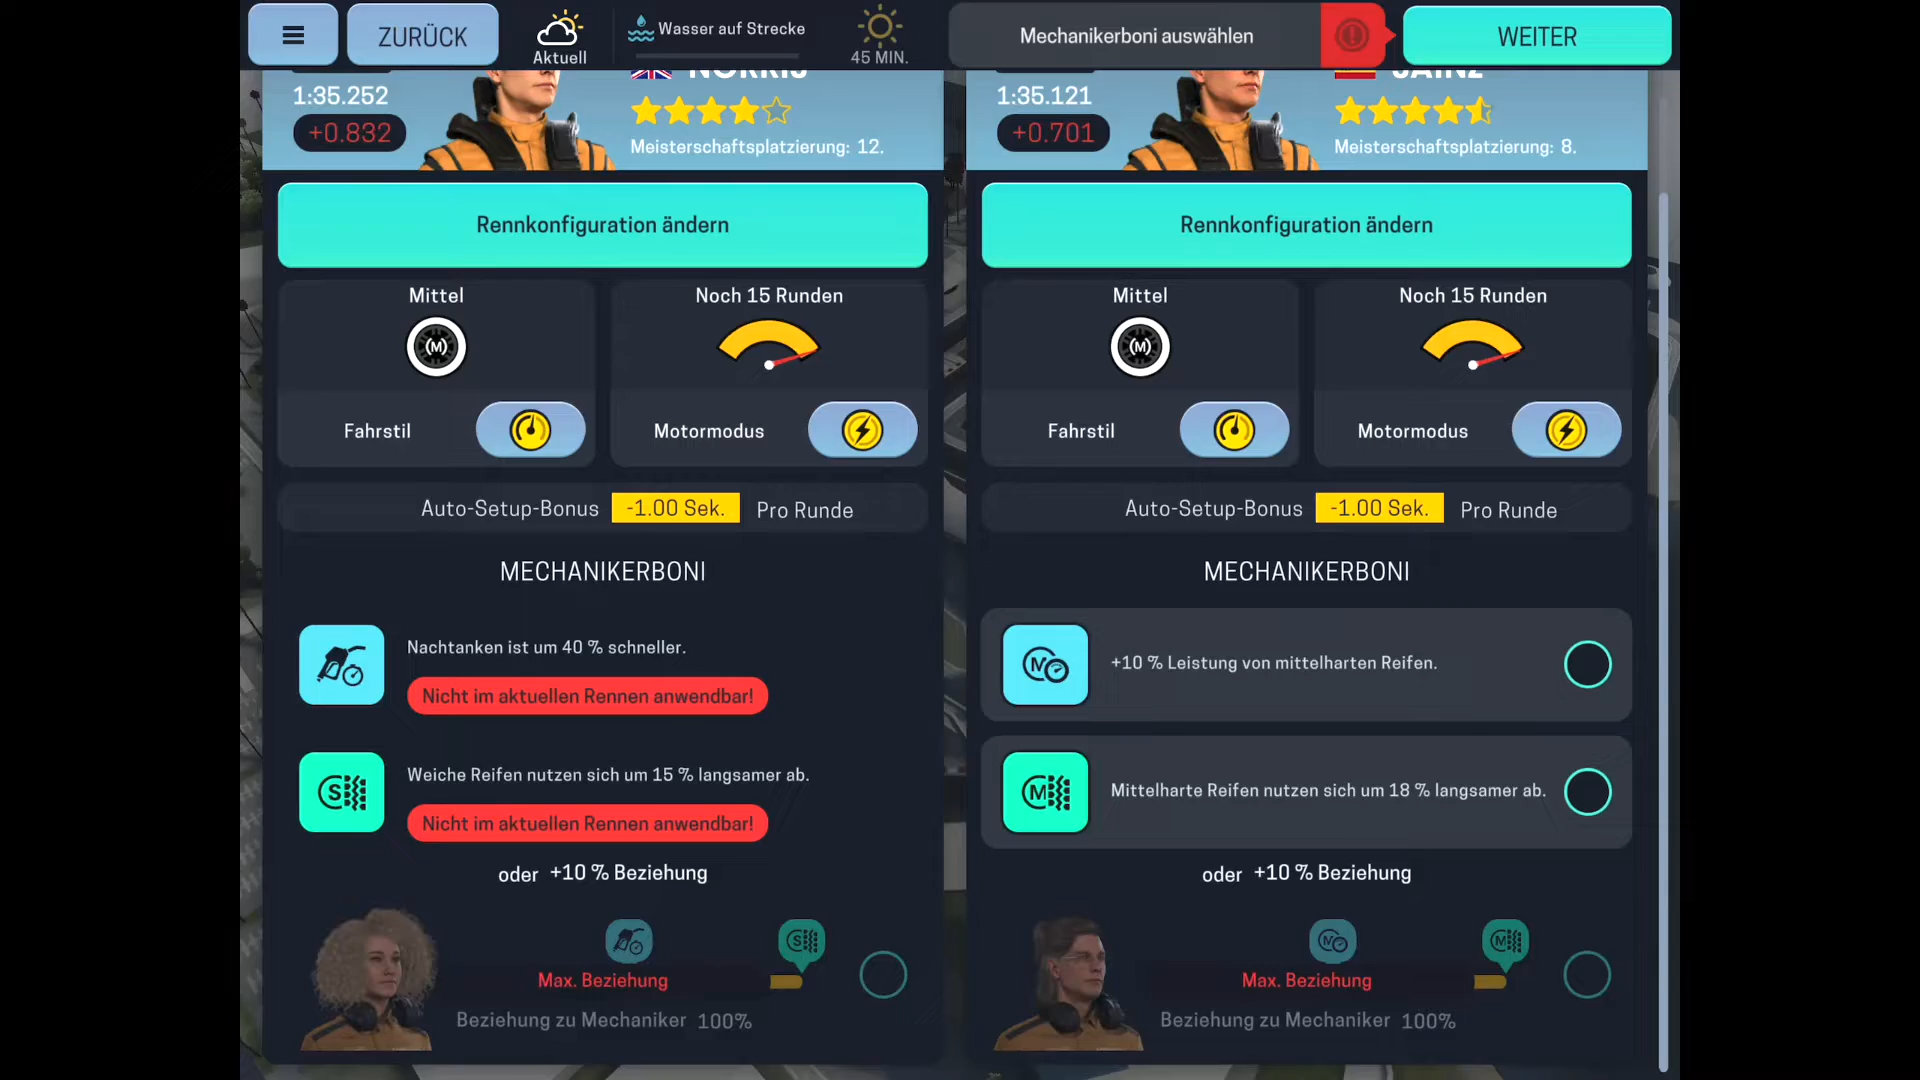 ZURÜCK
Aktuell
Wasser auf Strecke
45 MIN.
Mechanikerboni auswählen
WEITER
NORRIS
1:35.252
+0.832
Meisterschaftsplatzierung: 12.
Rennkonfiguration ändern
Mittel
(M)
Noch 15 Runden
Fahrstil
Motormodus
Auto-Setup-Bonus -1.00 Sek. Pro Runde
MECHANIKERBONI
Nachtanken ist um 40 % schneller.
Nicht im aktuellen Rennen anwendbar!
S
Weiche Reifen nutzen sich um 15 % langsamer ab.
Nicht im aktuellen Rennen anwendbar!
oder +10 % Beziehung
S
Max. Beziehung
Beziehung zu Mechaniker 100%
SAINZ
1:35.121
+0.701
Meisterschaftsplatzierung: 8.
Rennkonfiguration ändern
Mittel
(M)
Noch 15 Runden
Fahrstil
Motormodus
Auto-Setup-Bonus -1.00 Sek. Pro Runde
MECHANIKERBONI
M
+10 % Leistung von mittelharten Reifen.
M
Mittelharte Reifen nutzen sich um 18 % langsamer ab.
oder +10 % Beziehung
M
M
Max. Beziehung
Beziehung zu Mechaniker 100%